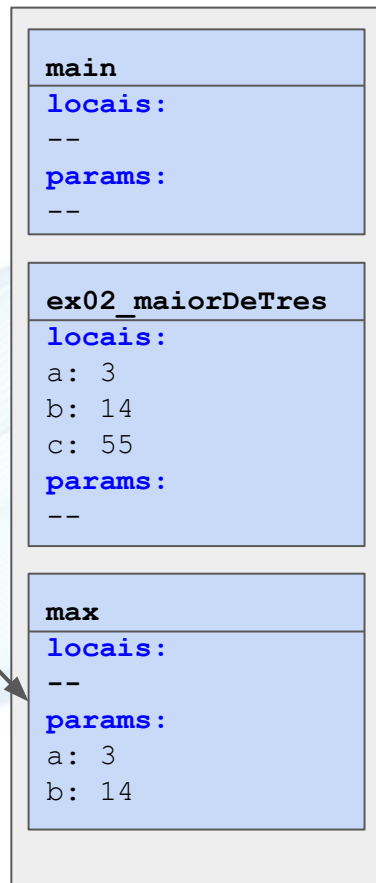 main
locais:
--
params:
--
ex02_maiorDeTres
locais:
a: 3
b: 14
c: 55
params:
--
max
locais:
--
params:
a: 3
b: 14